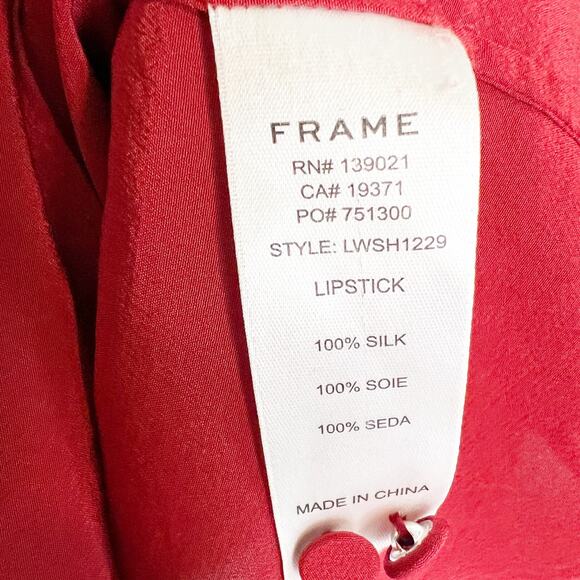 FRAME
RN# 139021
CA# 19371
PO# 751300
STYLE: LWSH1229
LIPSTICK
100% SILK
100% SOIE
100% SEDA
MADE IN CHINA